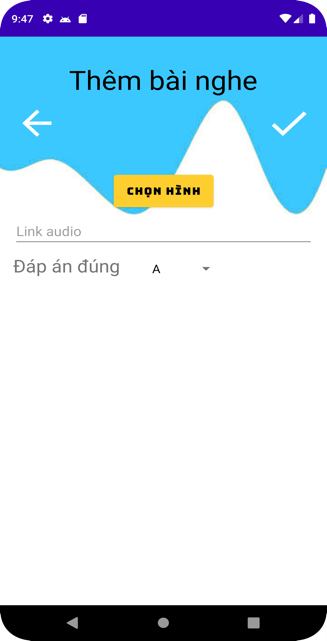 9:47
Thêm bài nghe
CHỌN HÌNH
Link audio
Đáp án đúng
A